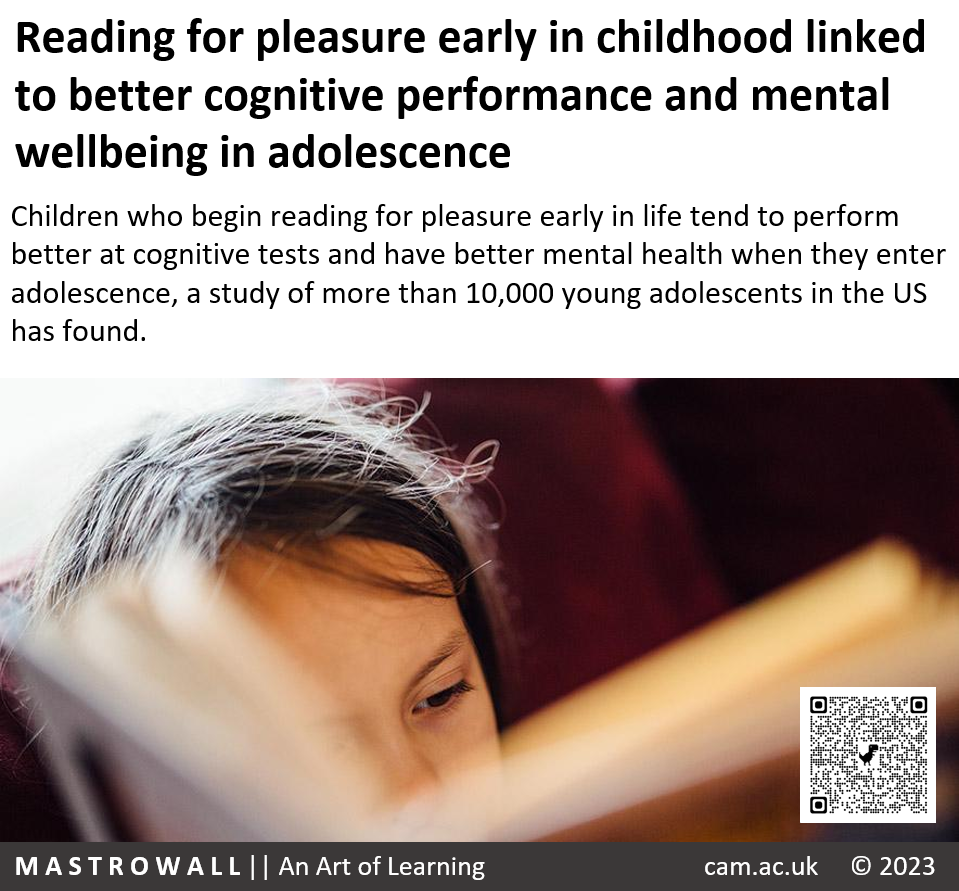 Reading for pleasure early in childhood linked
to better cognitive performance and mental
wellbeing in adolescence
Children who begin reading for pleasure early in life tend to perform
better at cognitive tests and have better mental health when they enter
adolescence, a study of more than 10,000 young adolescents in the US
has found.
MASTROWALL || An Art of Learning cam.ac.uk © 2023